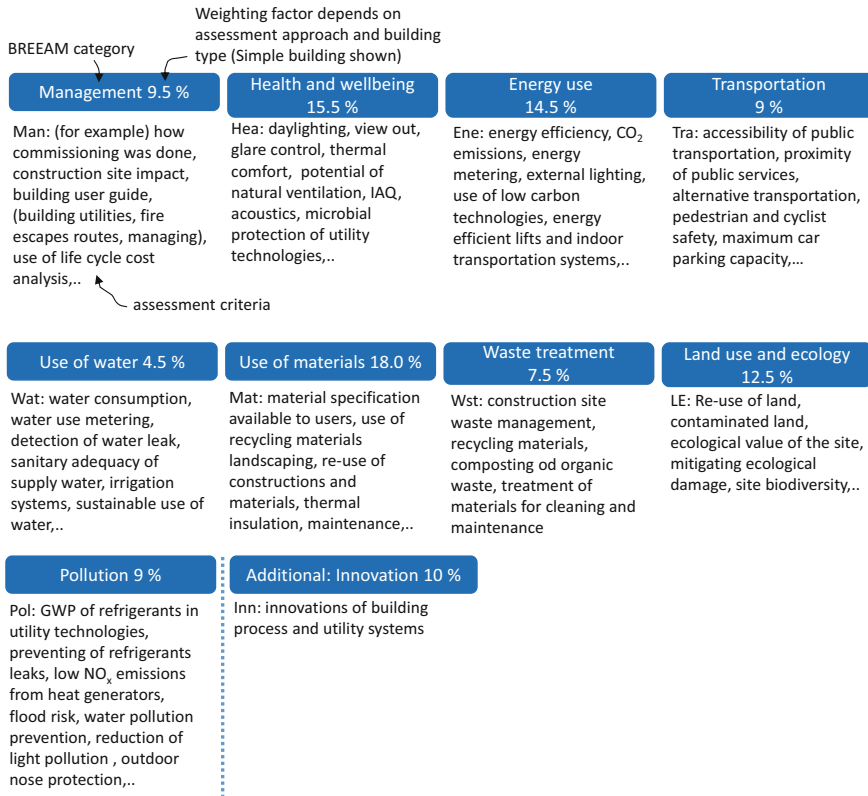 Weighting factor depends on
assessment approach and building
type (Simple building shown)
BREEAM category
Management 9.5 %
Man: (for example) how
commissioning was done,
construction site impact,
building user guide,
(building utilities, fire
escapes routes, managing),
use of life cycle cost
analysis,..
assessment criteria
Health and wellbeing
15.5 %
Hea: daylighting, view out,
glare control, thermal
comfort, potential of
natural ventilation, IAQ,
acoustics, microbial
protection of utility
technologies,..
Energy use
14.5 %
Ene: energy efficiency, CO₂
emissions, energy
metering, external lighting,
use of low carbon
technologies, energy
efficient lifts and indoor
transportation systems,..
Transportation
9 %
Tra: accessibility of public
transportation, proximity
of public services,
alternative transportation,
pedestrian and cyclist
safety, maximum car
parking capacity,...
Use of water 4.5 %
Wat: water consumption,
water use metering,
detection of water leak,
sanitary adequacy of
supply water, irrigation
systems, sustainable use of
water,..
Use of materials 18.0 %
Mat: material specification
available to users, use of
recycling materials
landscaping, re-use of
constructions and
materials, thermal
insulation, maintenance,..
Waste treatment
7.5 %
Wst: construction site
waste management,
recycling materials,
composting od organic
waste, treatment of
materials for cleaning and
maintenance
Land use and ecology
12.5 %
LE: Re-use of land,
contaminated land,
ecological value of the site,
mitigating ecological
damage, site biodiversity,..
Pollution 9 %
Pol: GWP of refrigerants in
utility technologies,
preventing of refrigerants
leaks, low NOₓ emissions
from heat generators,
flood risk, water pollution
prevention, reduction of
light pollution , outdoor
nose protection,..
Additional: Innovation 10 %
Inn: innovations of building
process and utility systems